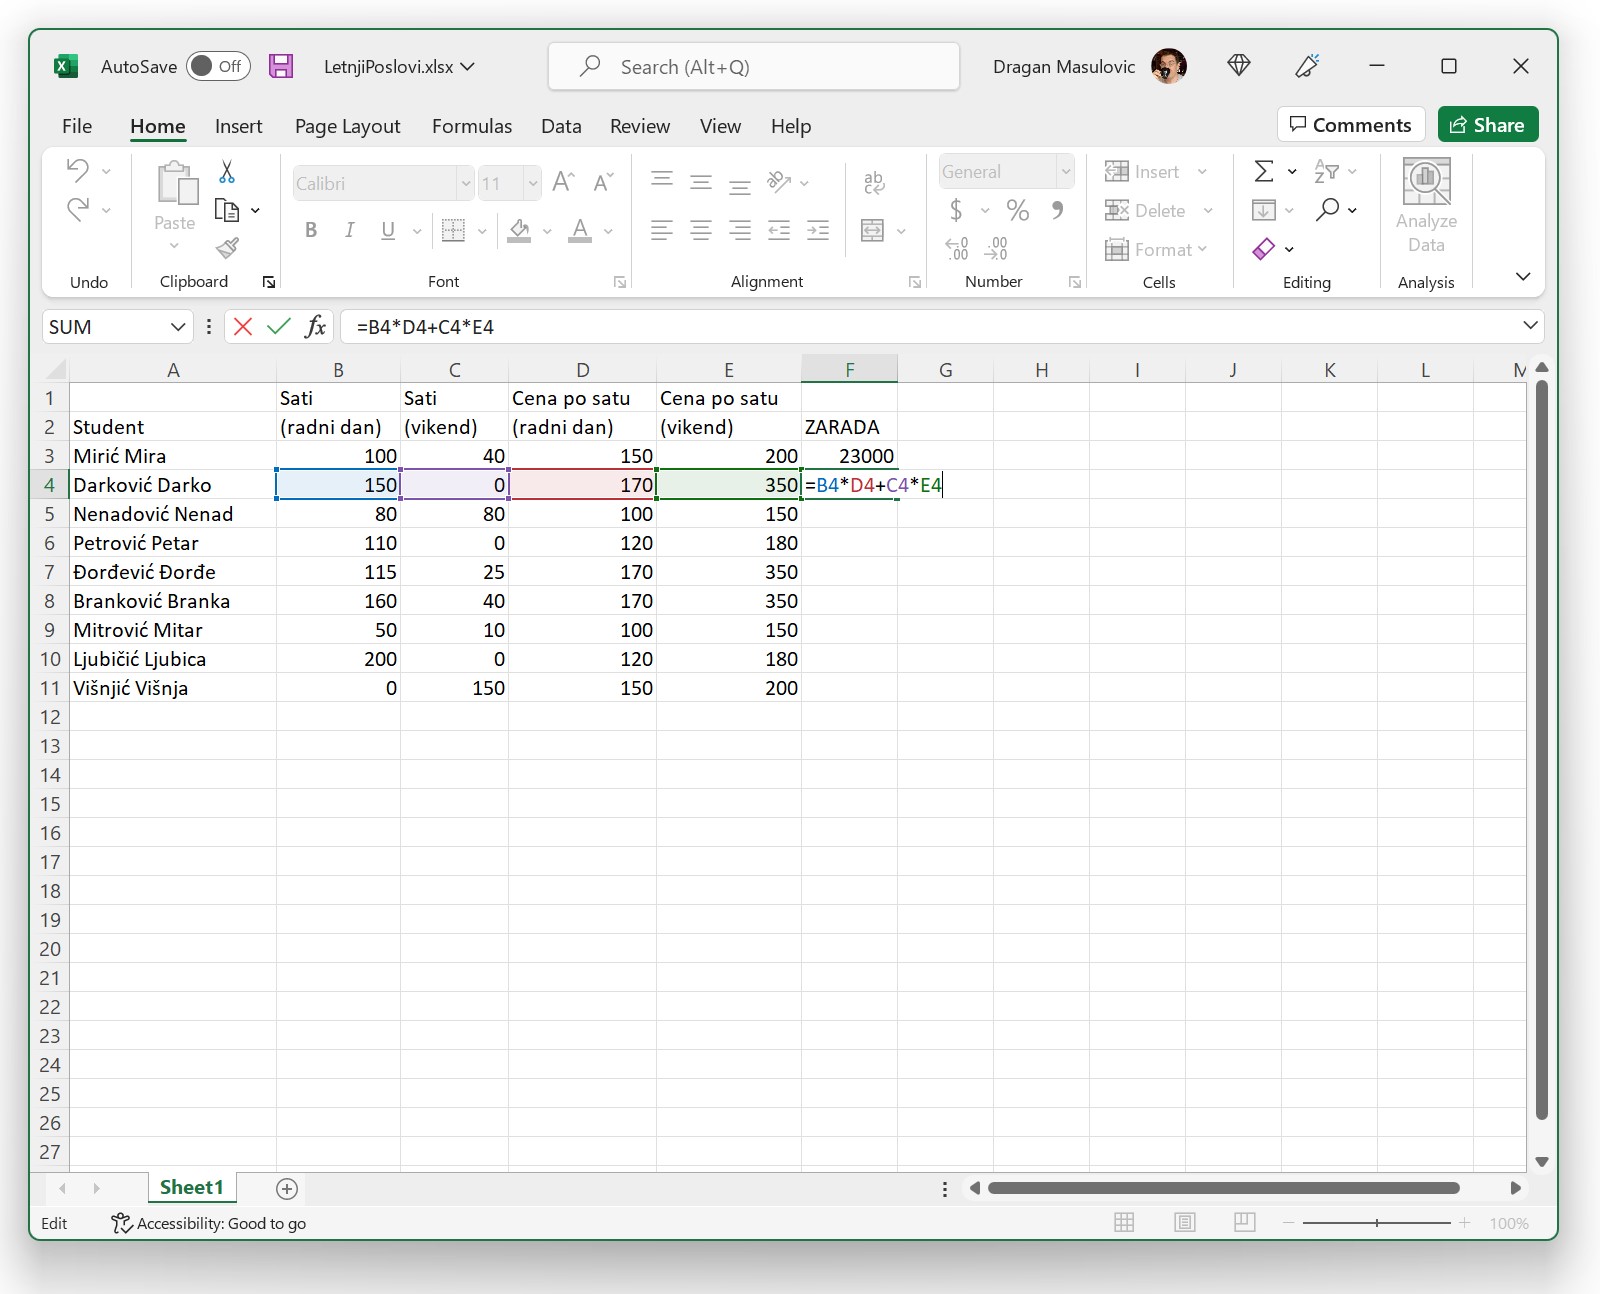 AutoSave Off LetnjiPoslovi.xlsx Search (Alt+Q) Dragan Masulovic
File Home Insert Page Layout Formulas Data Review View Help Comments Share
Calibri 11 General Insert
Paste Delete
Format
Analyze Data
B I U A
ab c
$ % 9
Undo Clipboard Font Alignment Number Cells Editing Analysis
SUM fx =B4*D4+C4*E4
A B C D E F G H I J K L M
1 Sati Sati Cena po satu Cena po satu
2 Student (radni dan) (vikend) (radni dan) (vikend) ZARADA
3 Mirić Mira 100 40 150 200 23000
4 Darković Darko 150 0 170 350 =B4*D4+C4*E4
5 Nenadović Nenad 80 80 100 150
6 Petrović Petar 110 0 120 180
7 Đorđević Đorđe 115 25 170 350
8 Branković Branka 160 40 170 350
9 Mitrović Mitar 50 10 100 150
10 Ljubičić Ljubica 200 0 120 180
11 Višnjić Višnja 0 150 150 200
12
13
14
15
16
17
18
19
20
21
22
23
24
25
26
27
Sheet1
Edit Accessibility: Good to go 100%